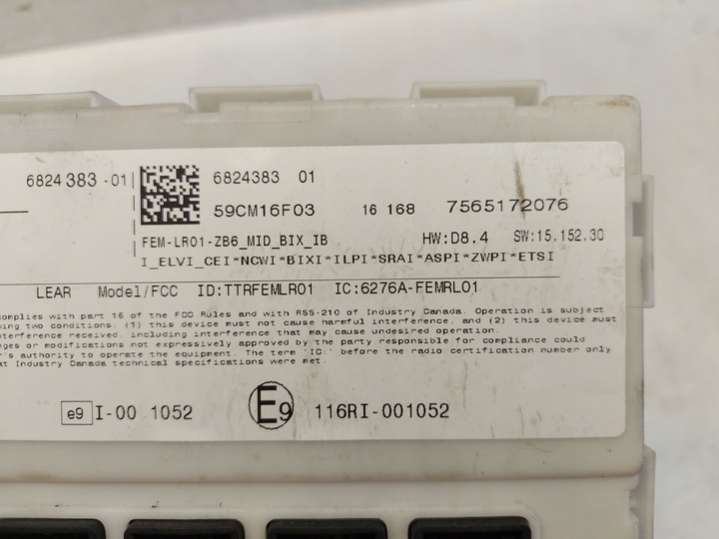 6824383-01
6824383 01
59CM16F03 16 168 7565172076
FEM-LR01-ZB6_MID_BIX_IB HW:D8.4 SW:15.152.30
I_ELVI_CEI*NCWI*BIXI*ILPI*SRAI*ASPI*ZWPI*ETSI
LEAR Model/FCC ID:TTRFEMLR01 IC:6276A-FEMRL01
complies with part 16 of the FCC Rules and with RSS-210 of Industry Canada. Operation is subject
two conditions. (1) this device must not cause harmful interference, and (2) this device must
interference received, including interference that may cause undesired operation.
or modifications not expressively approved by the party responsible for compliance could
authority to operate the equipment. The term 'IC:' before the radio certification number only
Industry Canada technical specifications were met.
e9 I-00 1052 E9 116RI-001052